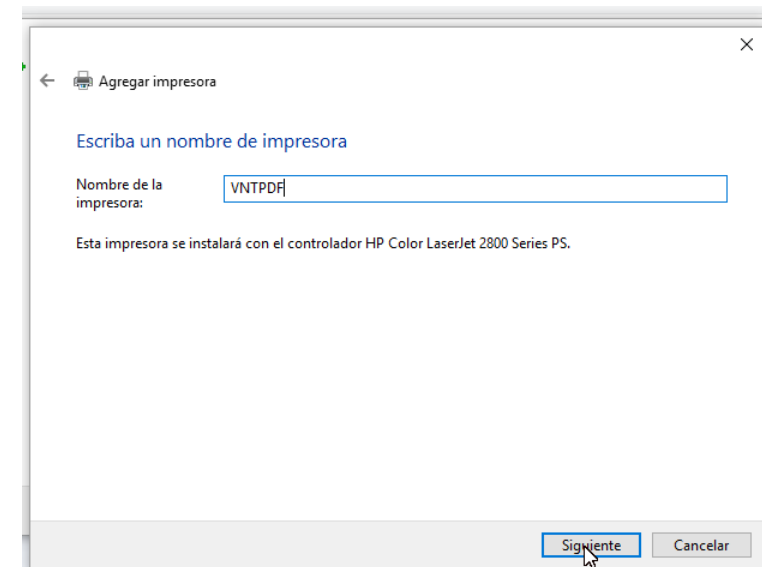 Agregar impresora
Escriba un nombre de impresora
Nombre de la
impresora:
VNTPDF
Esta impresora se instalará con el controlador HP Color LaserJet 2800 Series PS.
Siguiente
Cancelar